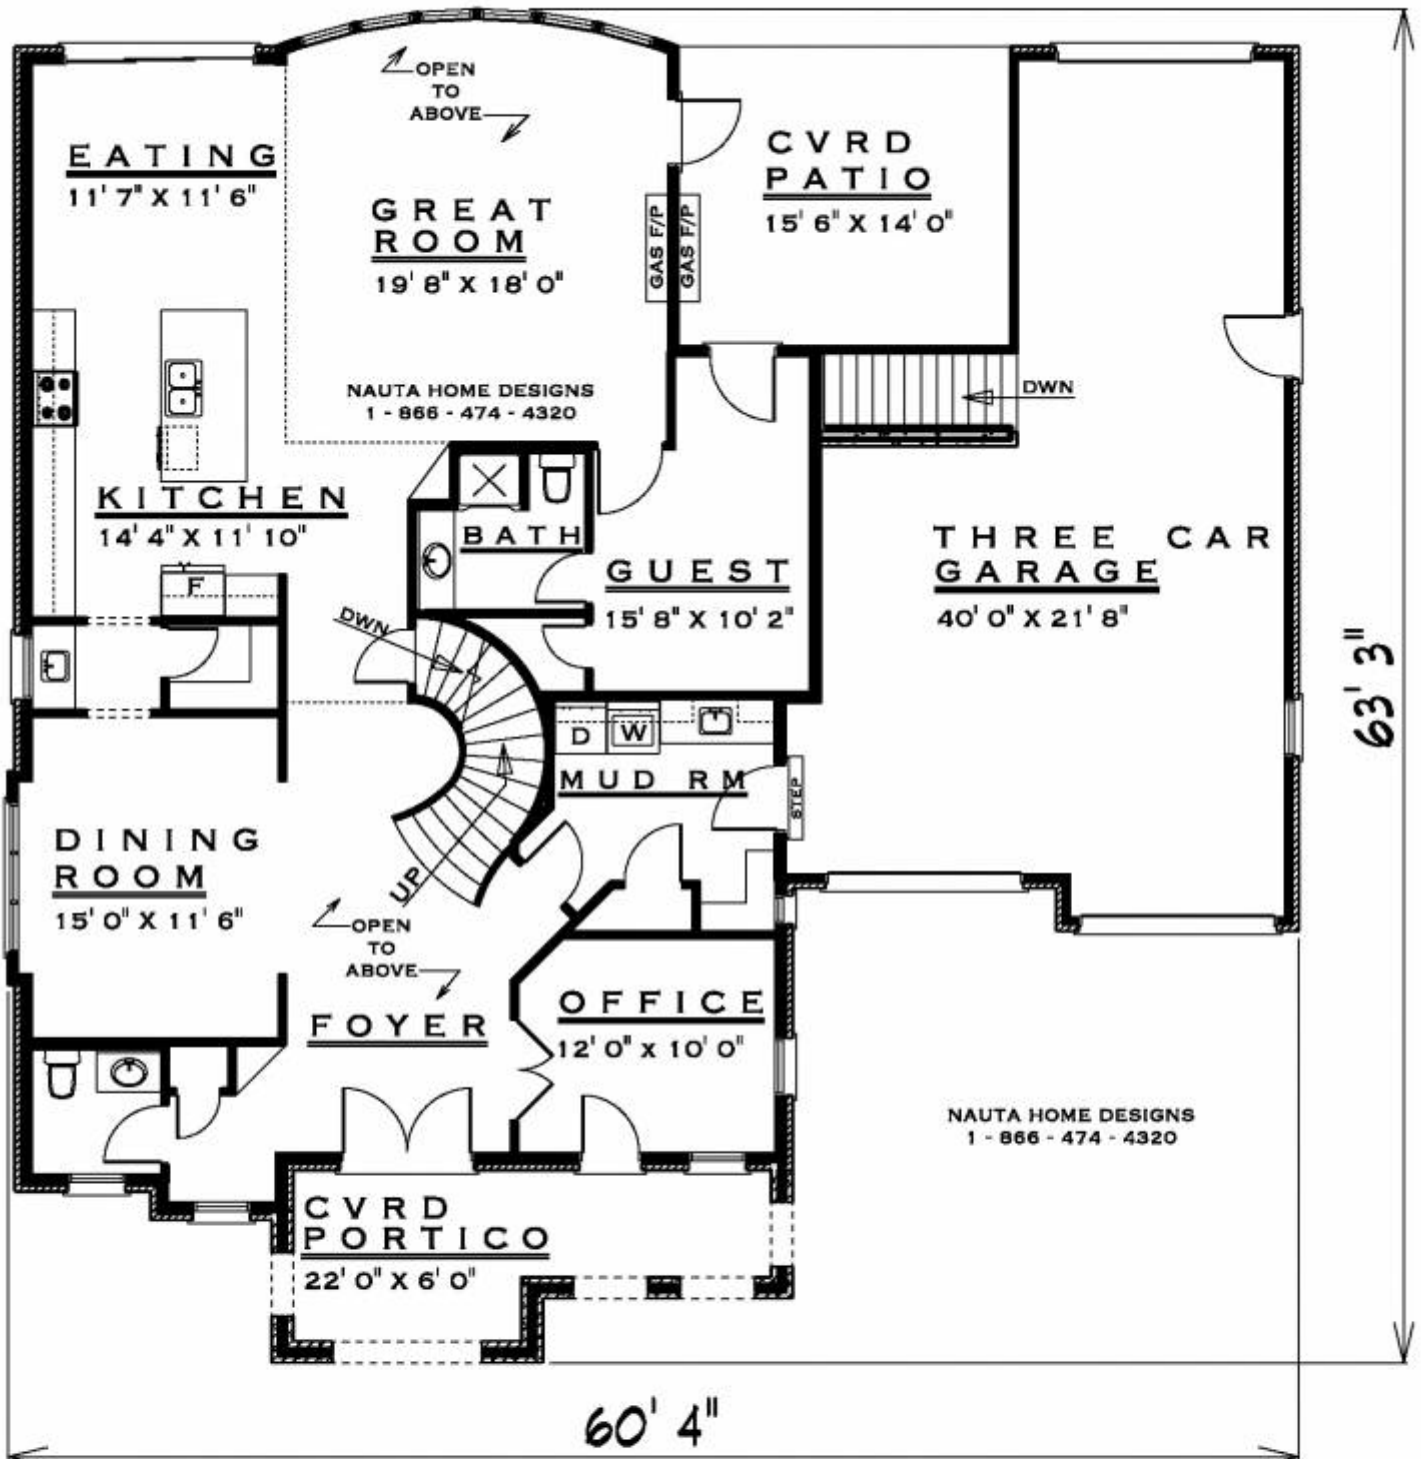 OPEN
TO
ABOVE
EATING
11' 7" X 11' 6"
GREAT
ROOM
19' 8" X 18' 0"
GAS F/P
GAS F/P
CVRD
PATIO
15' 6" X 14' 0"
NAUTA HOME DESIGNS
1 - 866 - 474 - 4320
DWN
KITCHEN
14' 4" X 11' 10"
F
BATH
GUEST
15' 8" X 10' 2"
THREE CAR
GARAGE
40' 0" X 21' 8"
DWN
63' 3"
D
W
MUD RM
STEP
DINING
ROOM
15' 0" X 11' 6"
UP
OPEN
TO
ABOVE
FOYER
OFFICE
12' 0" X 10' 0"
NAUTA HOME DESIGNS
1 - 866 - 474 - 4320
CVRD
PORTICO
22' 0" X 6' 0"
60' 4"